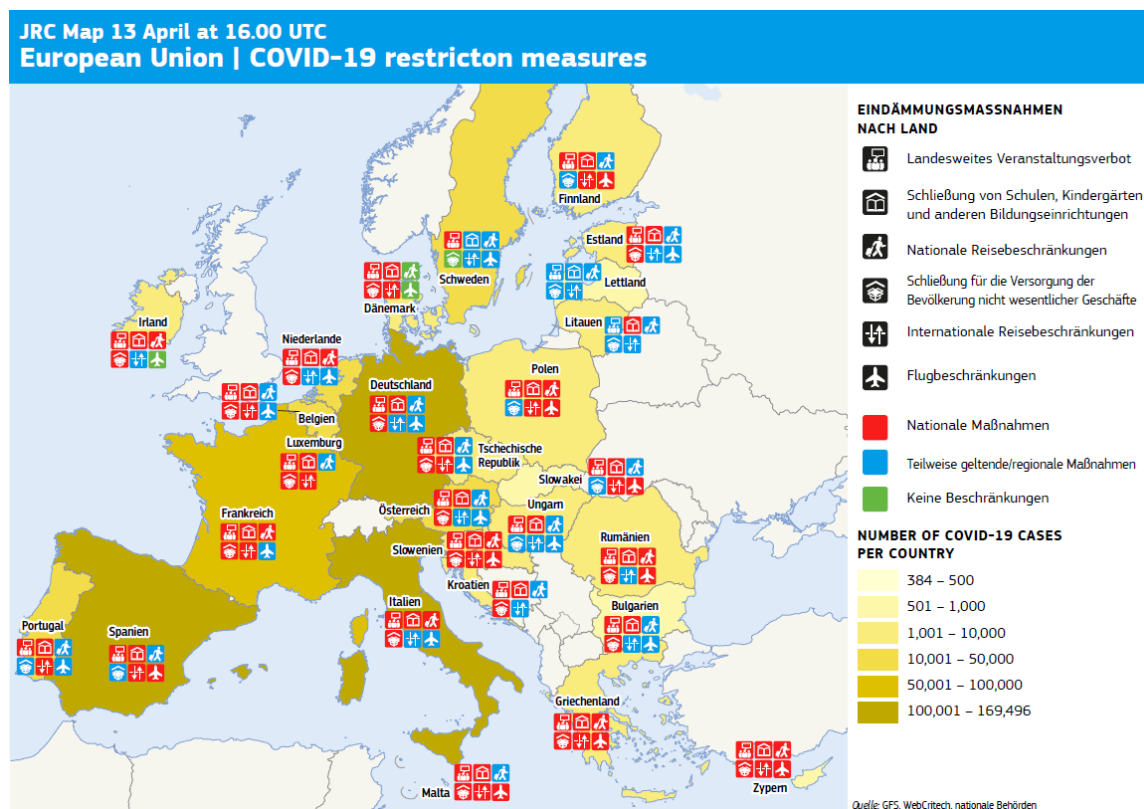 JRC Map 13 April at 16.00 UTC
European Union | COVID-19 restricton measures
EINDÄMMUNGSMASSNAHMEN
NACH LAND
Landesweites Veranstaltungsverbot
Schließung von Schulen, Kindergärten
und anderen Bildungseinrichtungen
Nationale Reisebeschränkungen
Schließung für die Versorgung der
Bevölkerung nicht wesentlicher Geschäfte
Internationale Reisebeschränkungen
Flugbeschränkungen
Nationale Maßnahmen
Teilweise geltende/regionale Maßnahmen
Keine Beschränkungen
NUMBER OF COVID-19 CASES
PER COUNTRY
384 – 500
501 – 1,000
1,001 – 10,000
10,001 – 50,000
50,001 – 100,000
100,001 – 169,496
Quelle: GFS, WebCritech, nationale Behörden
Finnland
Estland
Schweden
Lettland
Dänemark
Litauen
Irland
Niederlande
Polen
Deutschland
Belgien
Luxemburg
Tschechische
Republik
Slowakei
Österreich
Ungarn
Frankreich
Slowenien
Rumänien
Kroatien
Italien
Bulgarien
Portugal
Spanien
Griechenland
Malta
Zypern